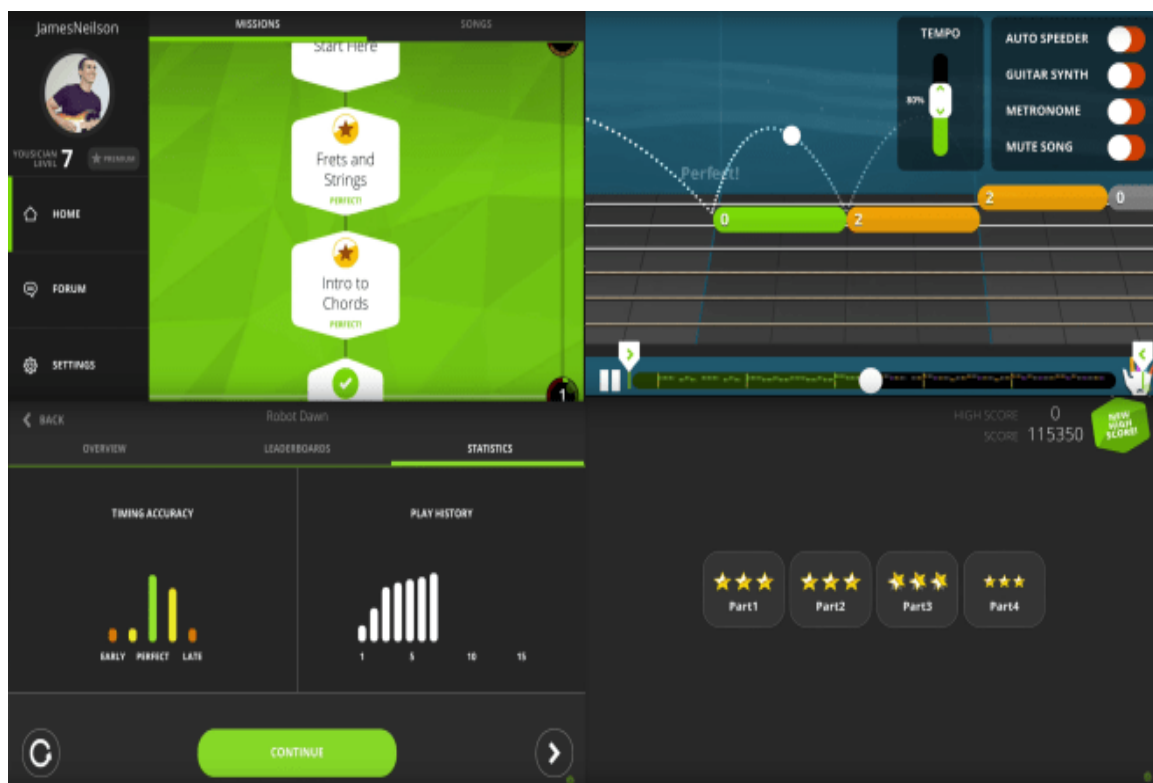 JamesNeilson
MISSIONS
SONGS
Start Here
YOUSICIAN
LEVEL 7
PREMIUM
HOME
FORUM
SETTINGS
Frets and
Strings
PERFECT!
Intro to
Chords
PERFECT!
1
TEMPO
80%
AUTO SPEEDER
GUITAR SYNTH
METRONOME
MUTE SONG
Perfect!
0
2
2
0
BACK
Robot Dawn
OVERVIEW
LEADERBOARDS
STATISTICS
TIMING ACCURACY
EARLY PERFECT LATE
PLAY HISTORY
1 5 10 15
CONTINUE
HIGH SCORE 0
SCORE 115350
NEW
HIGH
SCORE!
Part1
Part2
Part3
Part4